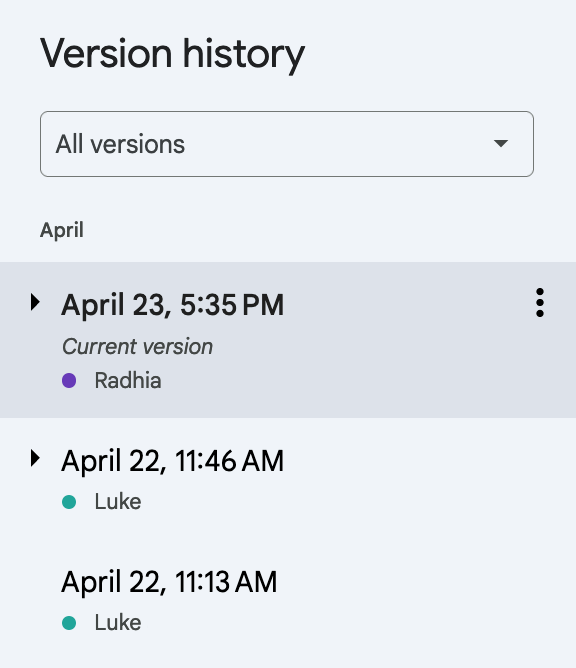 Version history
All versions
April
April 23, 5:35 PM
Current version
Radhia
April 22, 11:46 AM
Luke
April 22, 11:13 AM
Luke